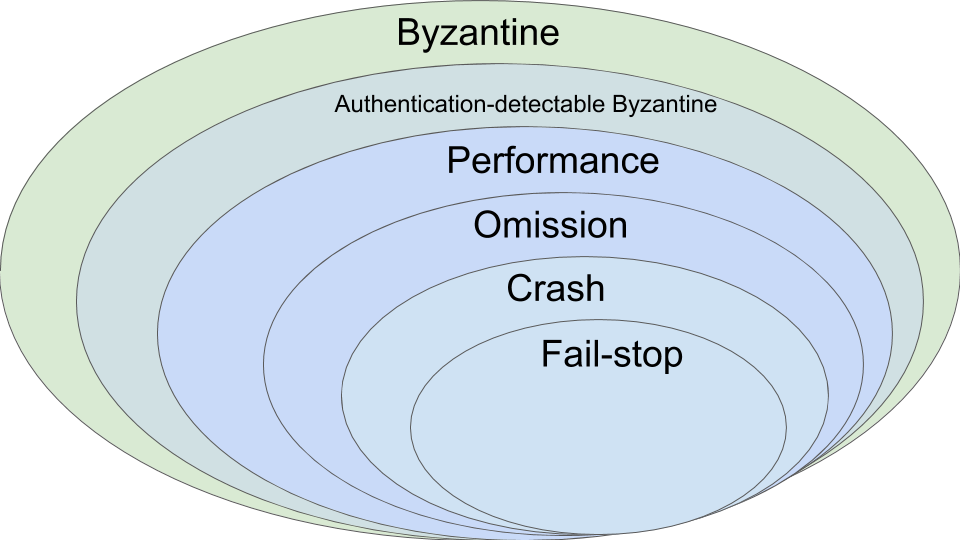 Byzantine
Authentication-detectable Byzantine
Performance
Omission
Crash
Fail-stop